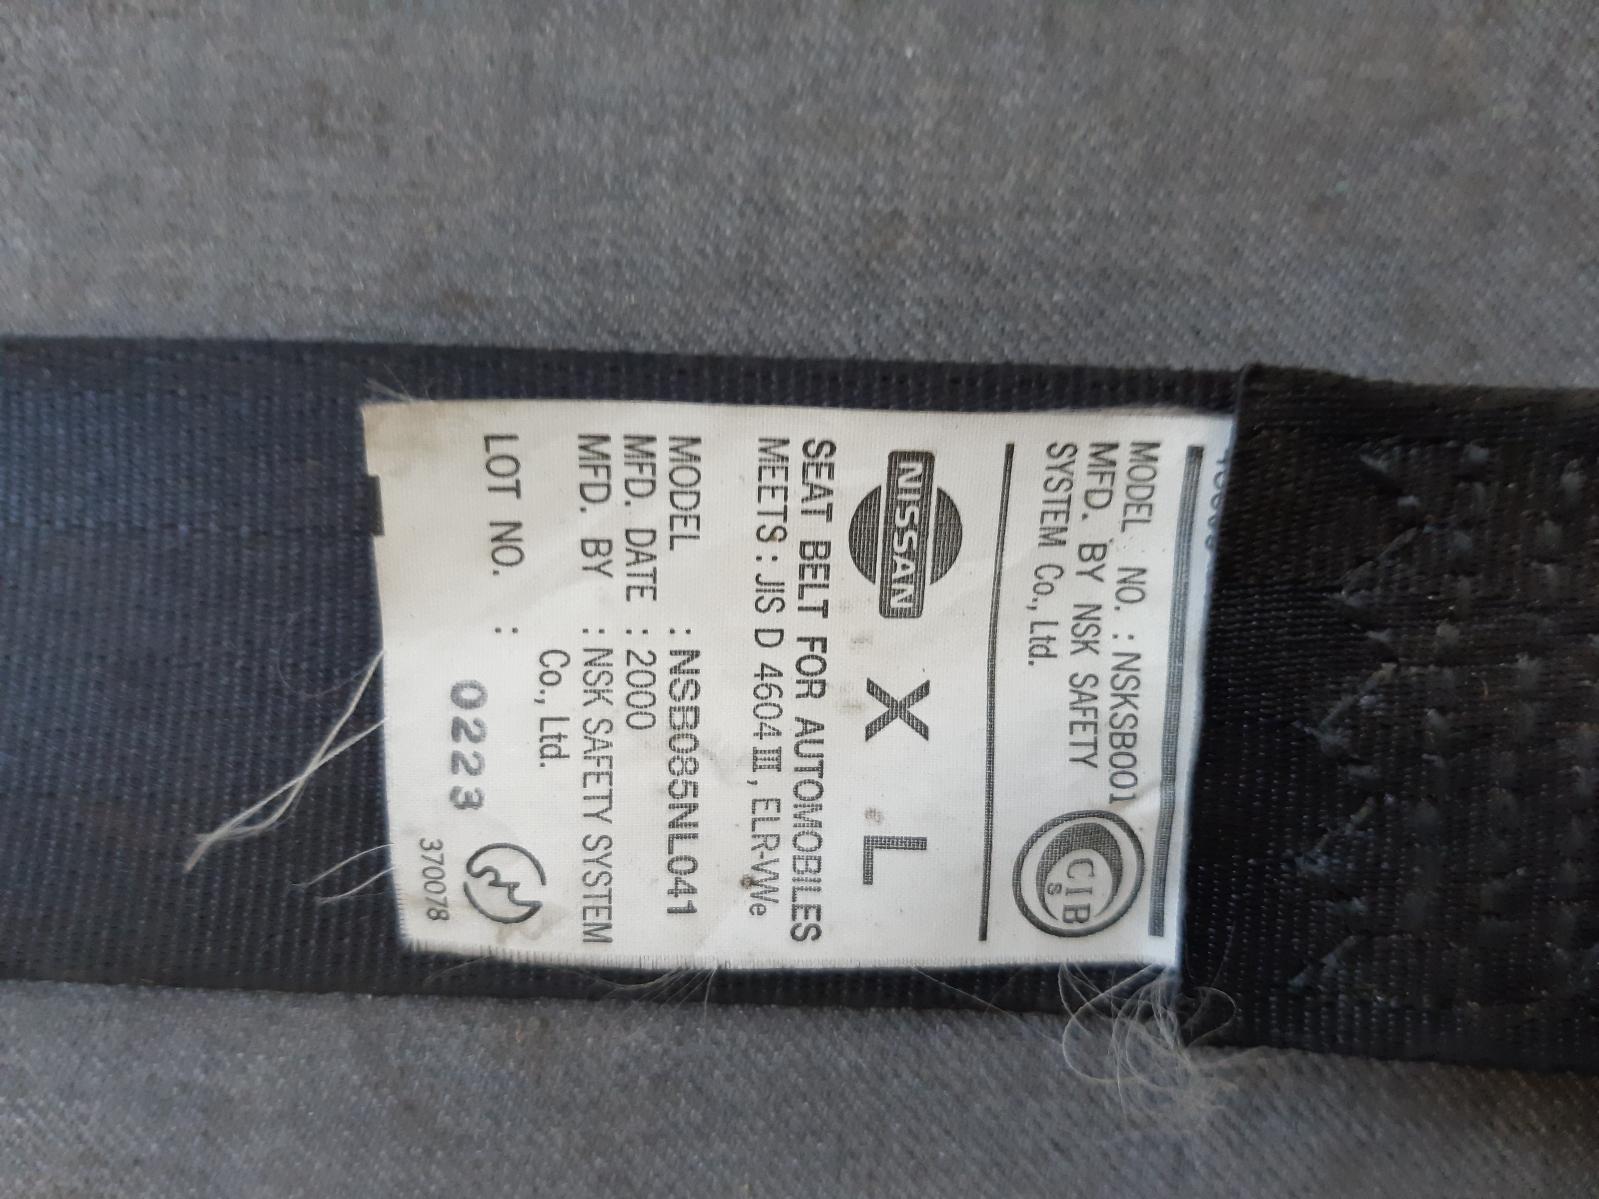 MODEL NO. : NSKSB001
MFD. BY NSK SAFETY
SYSTEM Co., Ltd.
CIB
S
NISSAN
X L
SEAT BELT FOR AUTOMOBILES
MEETS : JIS D 4604 III, ELR-VWe
MODEL : NSB085NL041
MFD. DATE : 2000
MFD. BY : NSK SAFETY SYSTEM
Co., Ltd.
LOT NO. : 0223
370078